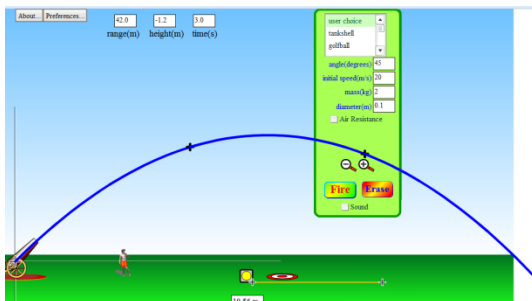 About... Preferences...
42.0 -1.2 3.0
range(m) height(m) time(s)
user choice
tankshell
golfball
angle(degrees) 45
initial speed(m/s) 20
mass(kg) 2
diameter(m) 0.1
Air Resistance
Fire Erase
Sound